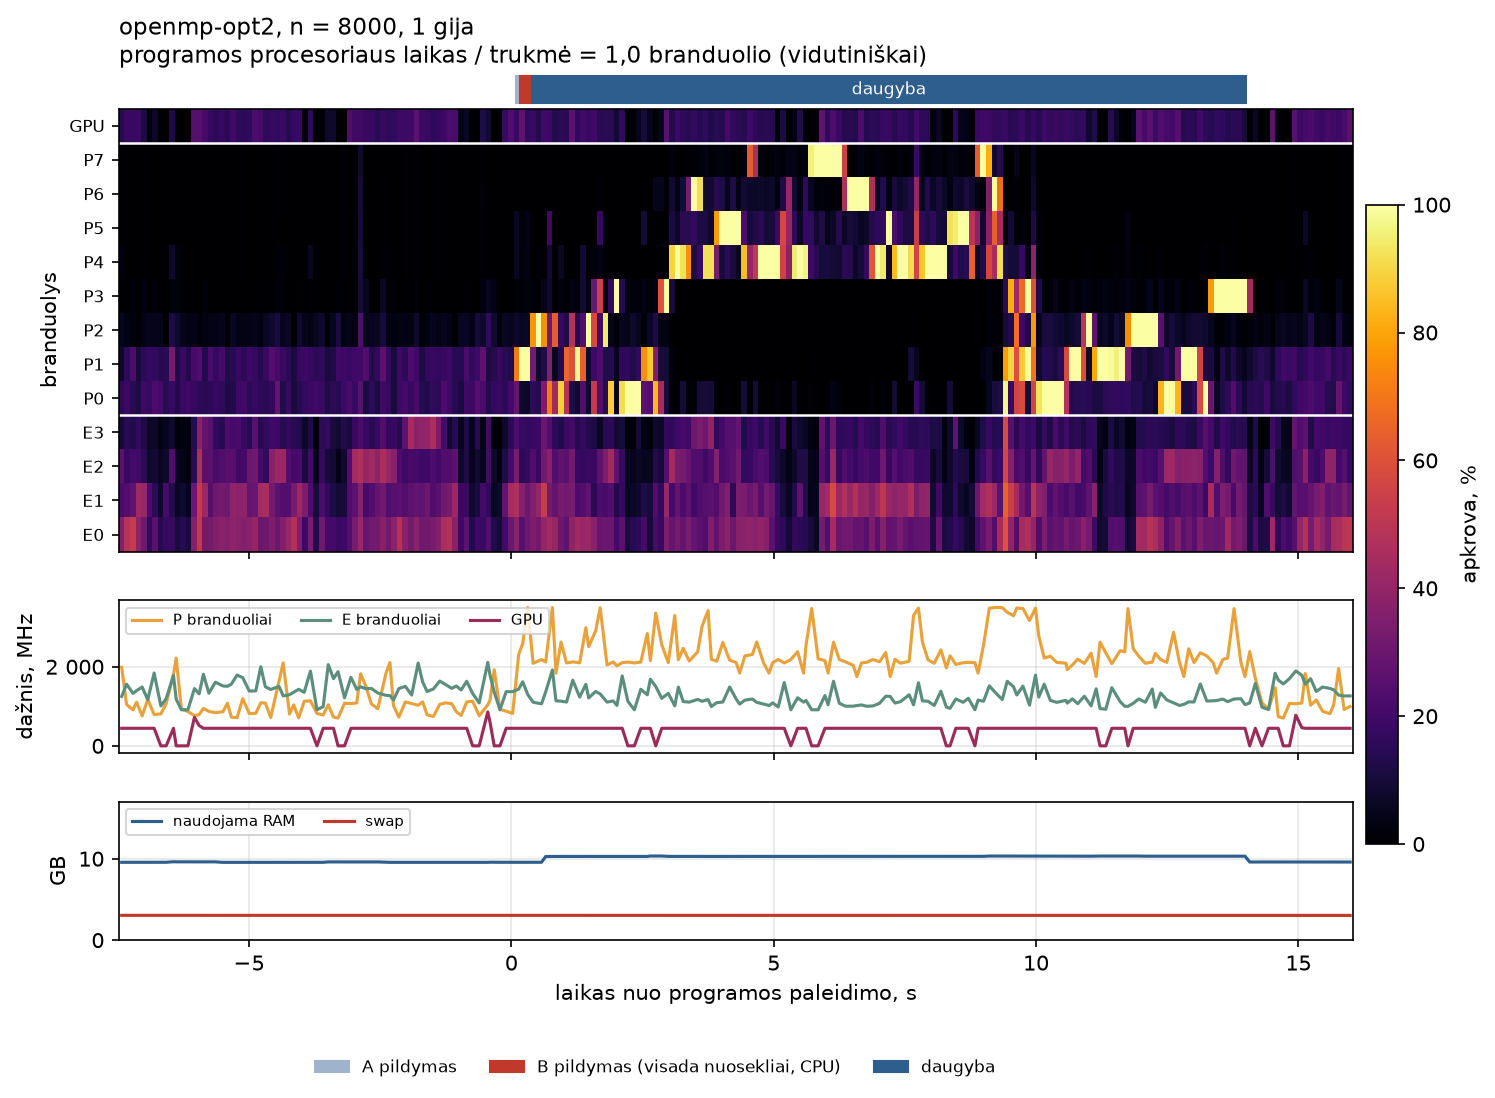 openmp-opt2, n = 8000, 1 gija
programos procesoriaus laikas / trukmė = 1,0 branduolio (vidutiniškai)
daugyba
GPU
P7
P6
P5
P4
P3
P2
P1
P0
E3
E2
E1
E0
branduolys
100
80
60
40
20
0
apkrova, %
P branduoliai
E branduoliai
GPU
2 000
0
dažnis, MHz
naudojama RAM
swap
10
0
GB
−5
0
5
10
15
laikas nuo programos paleidimo, s
A pildymas
B pildymas (visada nuosekliai, CPU)
daugyba